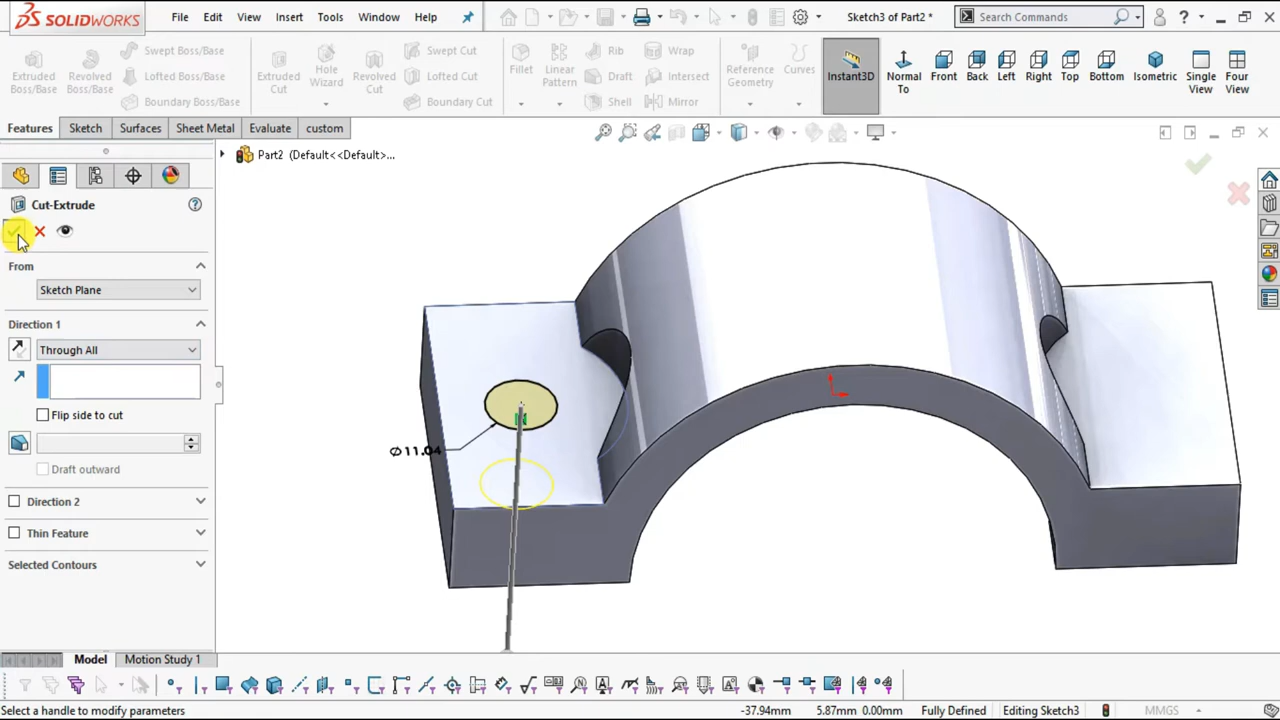 SOLIDWORKS File Edit View Insert Tools Window Help Sketch3 of Part2 * Search Commands
Extruded Boss/Base Revolved Boss/Base Swept Boss/Base Lofted Boss/Base Boundary Boss/Base Extruded Cut Hole Wizard Revolved Cut Swept Cut Lofted Cut Boundary Cut Fillet Linear Pattern Rib Draft Shell Wrap Intersect Mirror Reference Geometry Curves Instant3D Normal To Front Back Left Right Top Bottom Isometric Single View Four View
Features Sketch Surfaces Sheet Metal Evaluate custom
Part2 (Default<<Default>...
Cut-Extrude
From
Sketch Plane
Direction 1
Through All
Flip side to cut
Draft outward
Direction 2
Thin Feature
Selected Contours
Ø11.04
Model Motion Study 1
Select a handle to modify parameters -37.94mm 5.87mm 0.00mm Fully Defined Editing Sketch3 MMGS